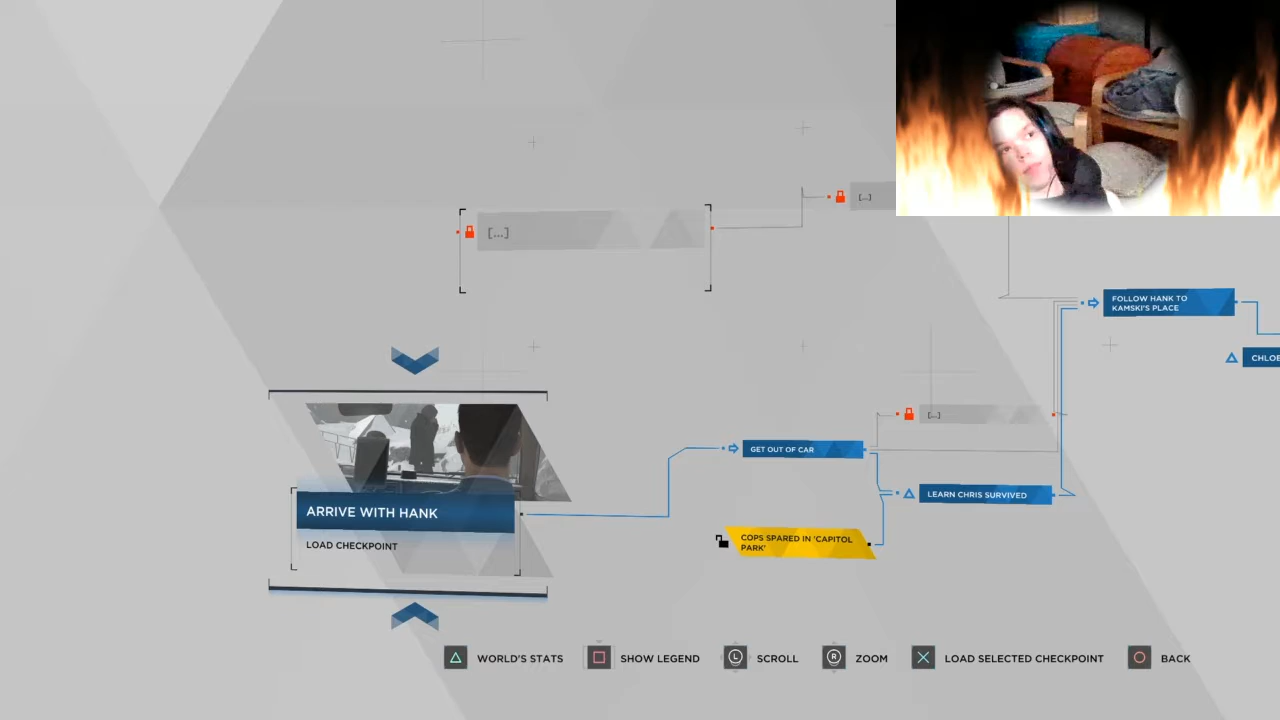 [...]
[...]
FOLLOW HANK TO
KAMSKI'S PLACE
CHLOE
[...]
GET OUT OF CAR
LEARN CHRIS SURVIVED
ARRIVE WITH HANK
LOAD CHECKPOINT
COPS SPARED IN 'CAPITOL
PARK'
WORLD'S STATS
SHOW LEGEND
L
SCROLL
R
ZOOM
LOAD SELECTED CHECKPOINT
BACK